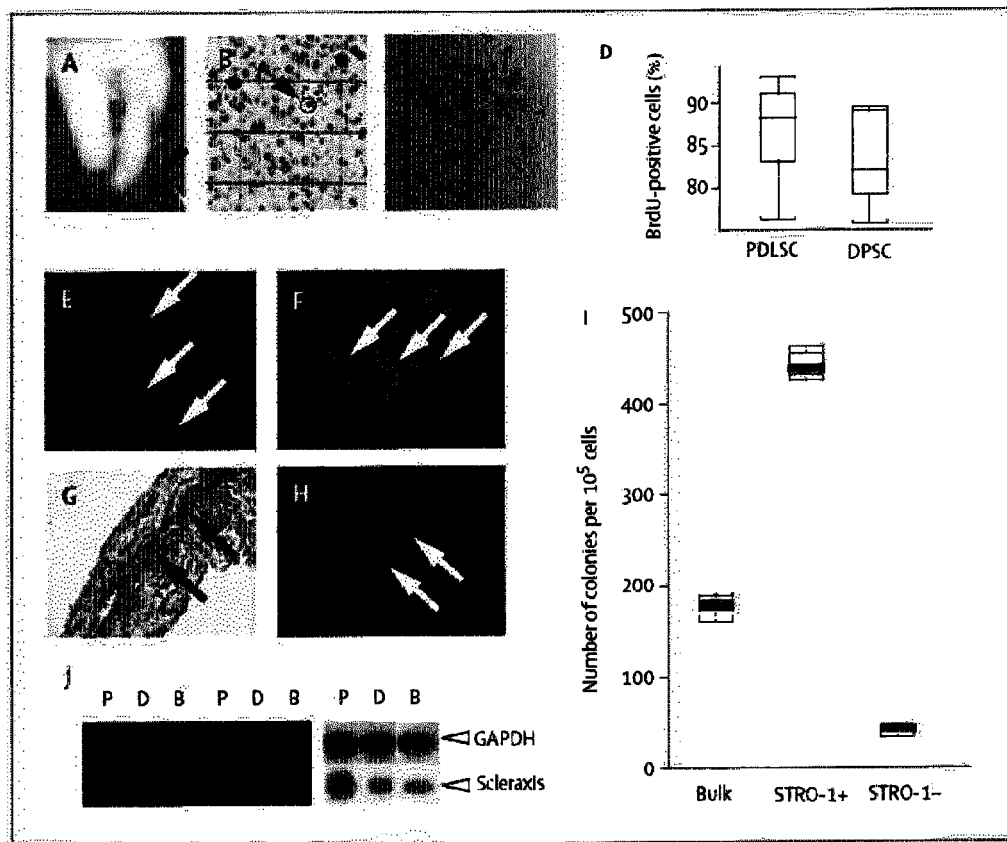 A
B
D
BrdU-positive cells (%)
90
85
80
PDLSC DPSC
E
F
G
H
I
Number of colonies per 10⁵ cells
500
400
300
200
100
0
Bulk STRO-1+ STRO-1–
J
P D B P D B P D B
GAPDH
Scleraxis